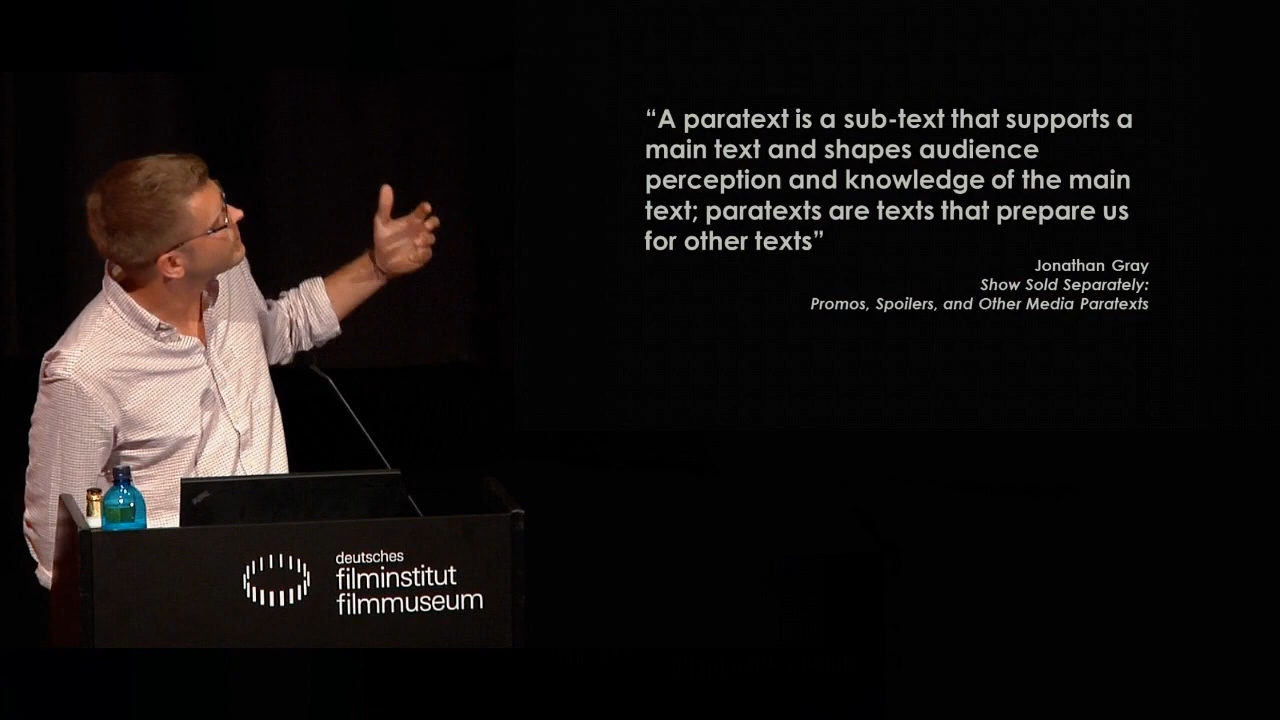 “A paratext is a sub-text that supports a
main text and shapes audience
perception and knowledge of the main
text; paratexts are texts that prepare us
for other texts”
Jonathan Gray
Show Sold Separately:
Promos, Spoilers, and Other Media Paratexts
deutsches
filminstitut
filmmuseum